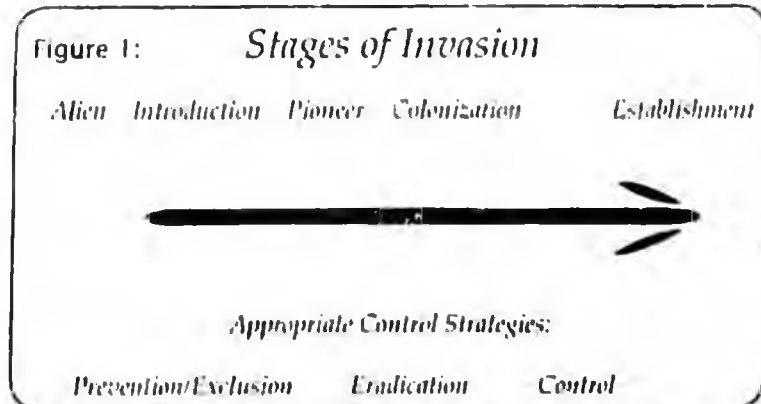 Figure 1: Stages of Invasion
Alien Introduction Pioneer Colonization Establishment
Appropriate Control Strategies:
Prevention/Exclusion Eradication Control